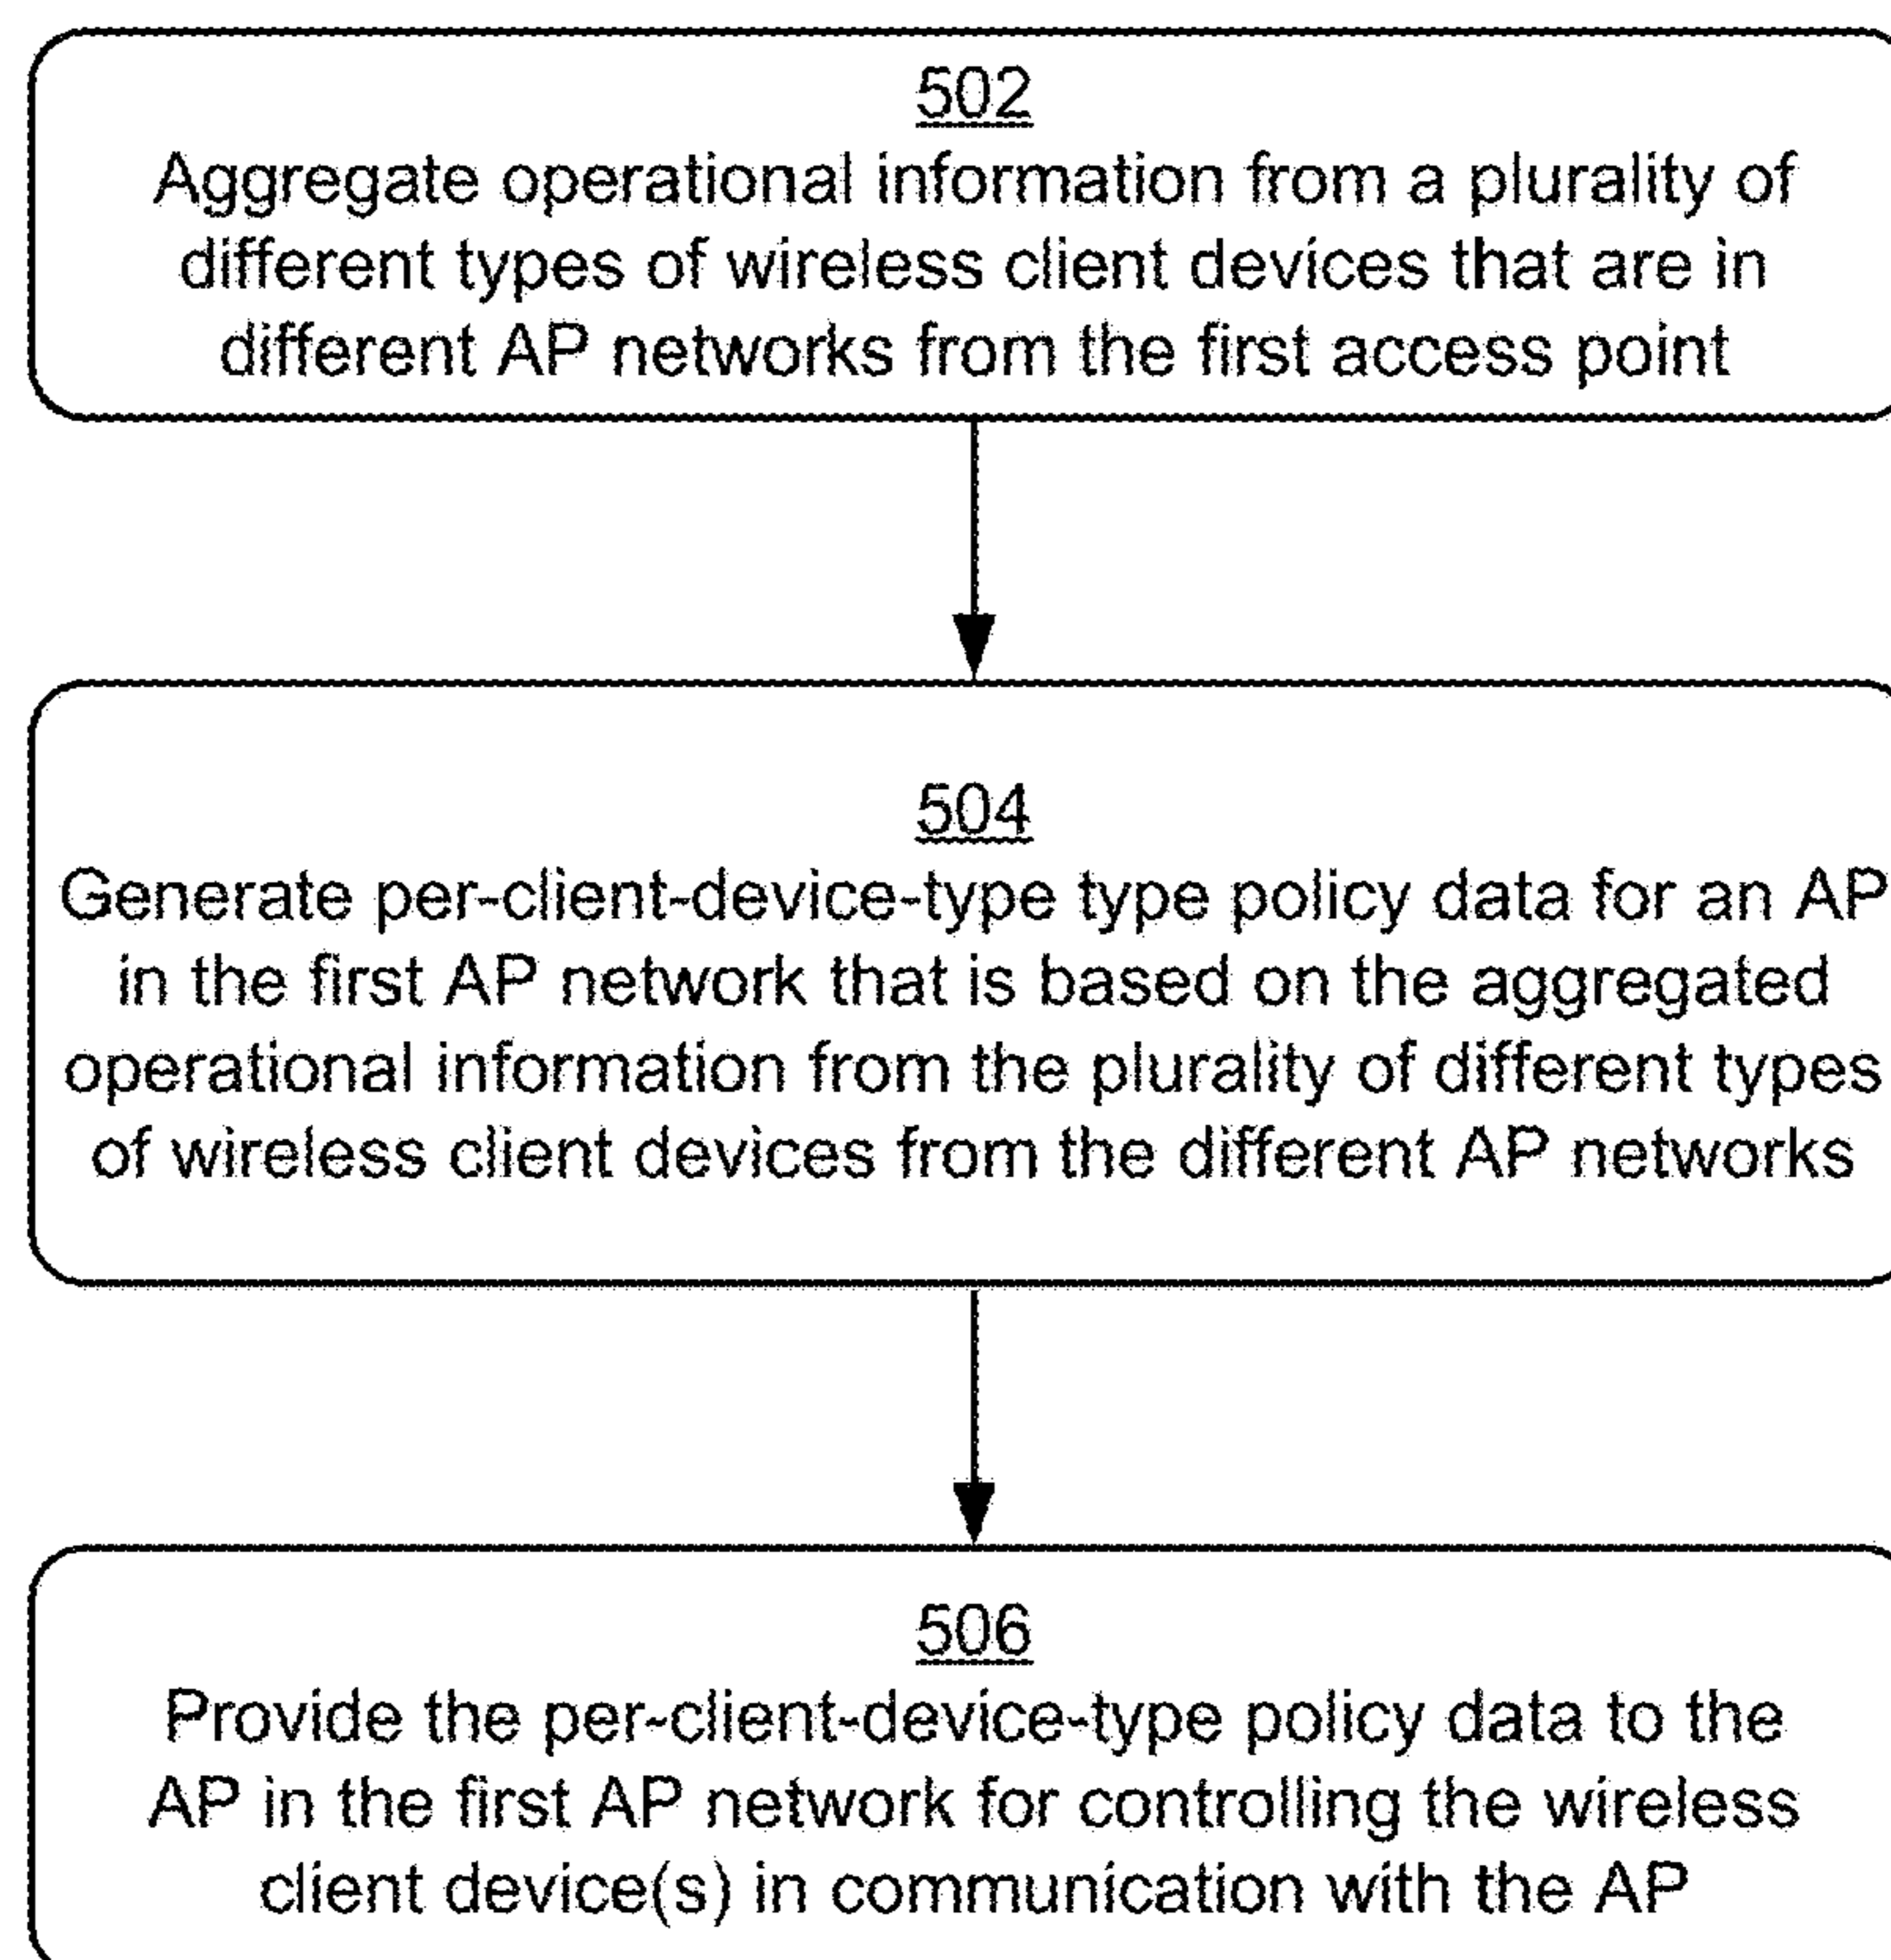 502
Aggregate operational information from a plurality of
different types of wireless client devices that are in
different AP networks from the first access point
504
Generate per-client-device-type type policy data for an AP
in the first AP network that is based on the aggregated
operational information from the plurality of different types
of wireless client devices from the different AP networks
506
Provide the per-client-device-type policy data to the
AP in the first AP network for controlling the wireless
client device(s) in communication with the AP